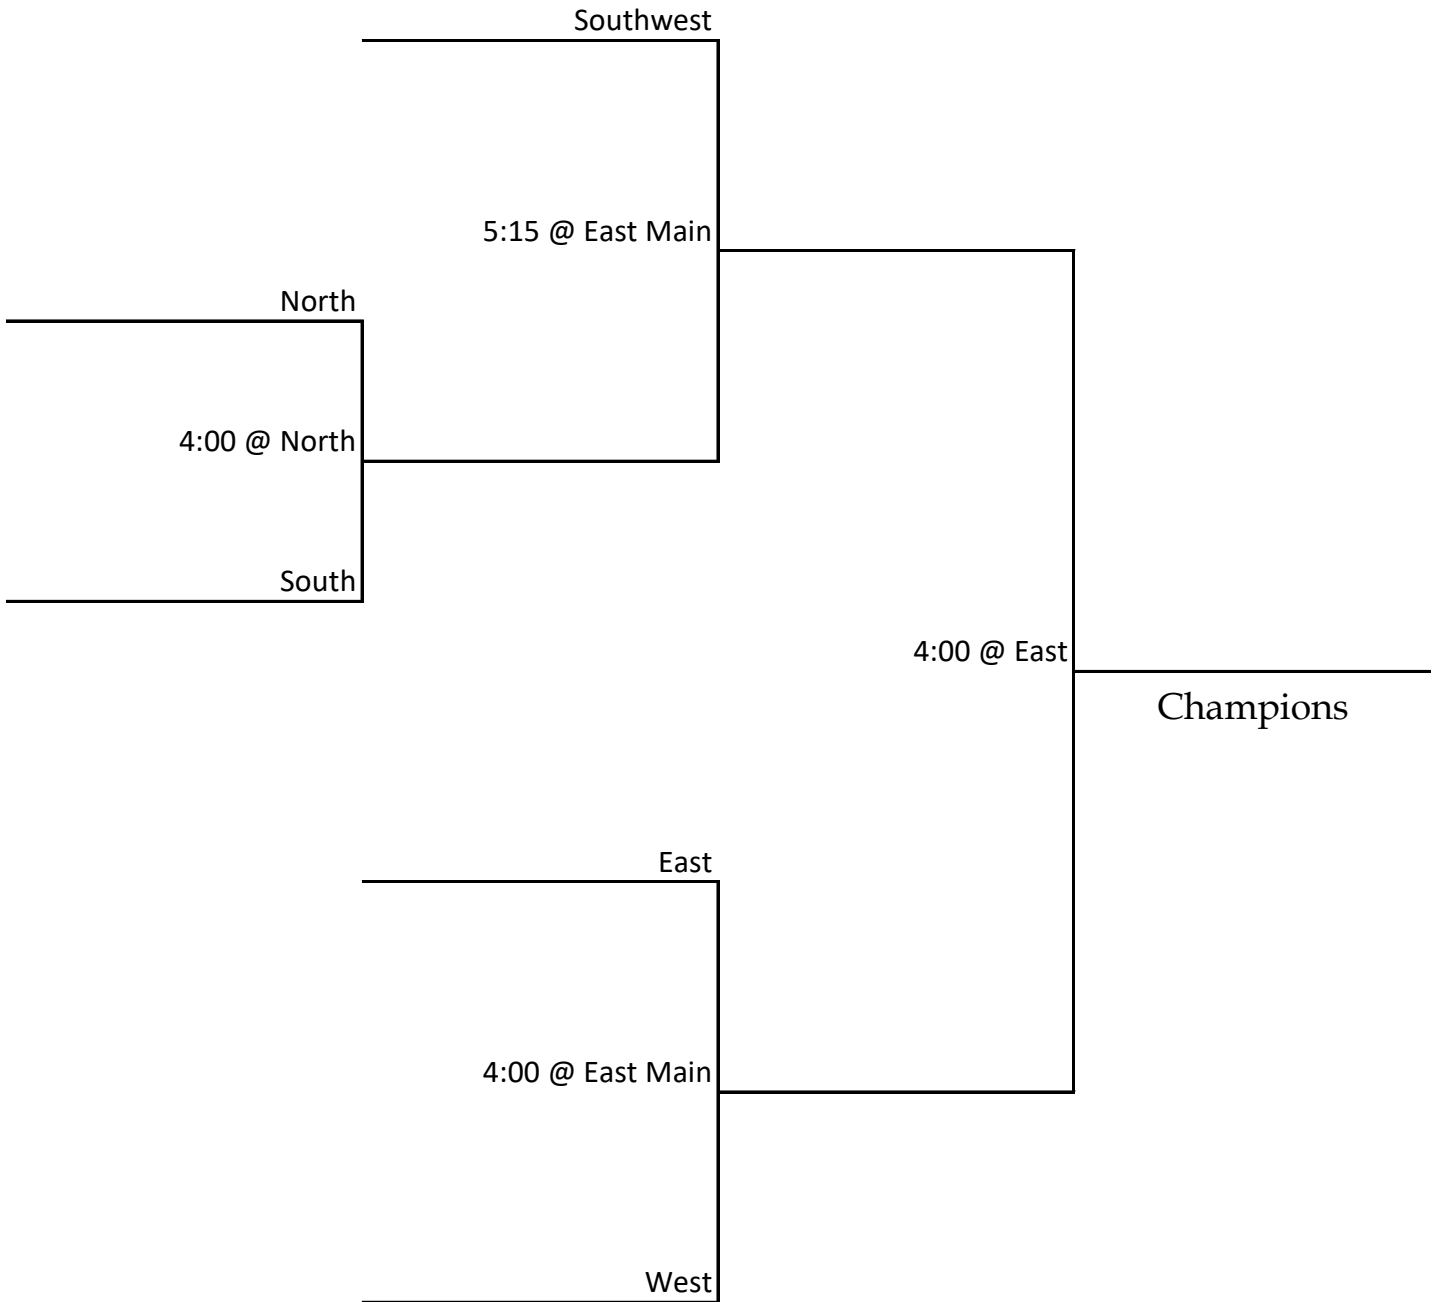 Southwest
5:15 @ East Main
North
4:00 @ North
South
4:00 @ East
Champions
East
4:00 @ East Main
West